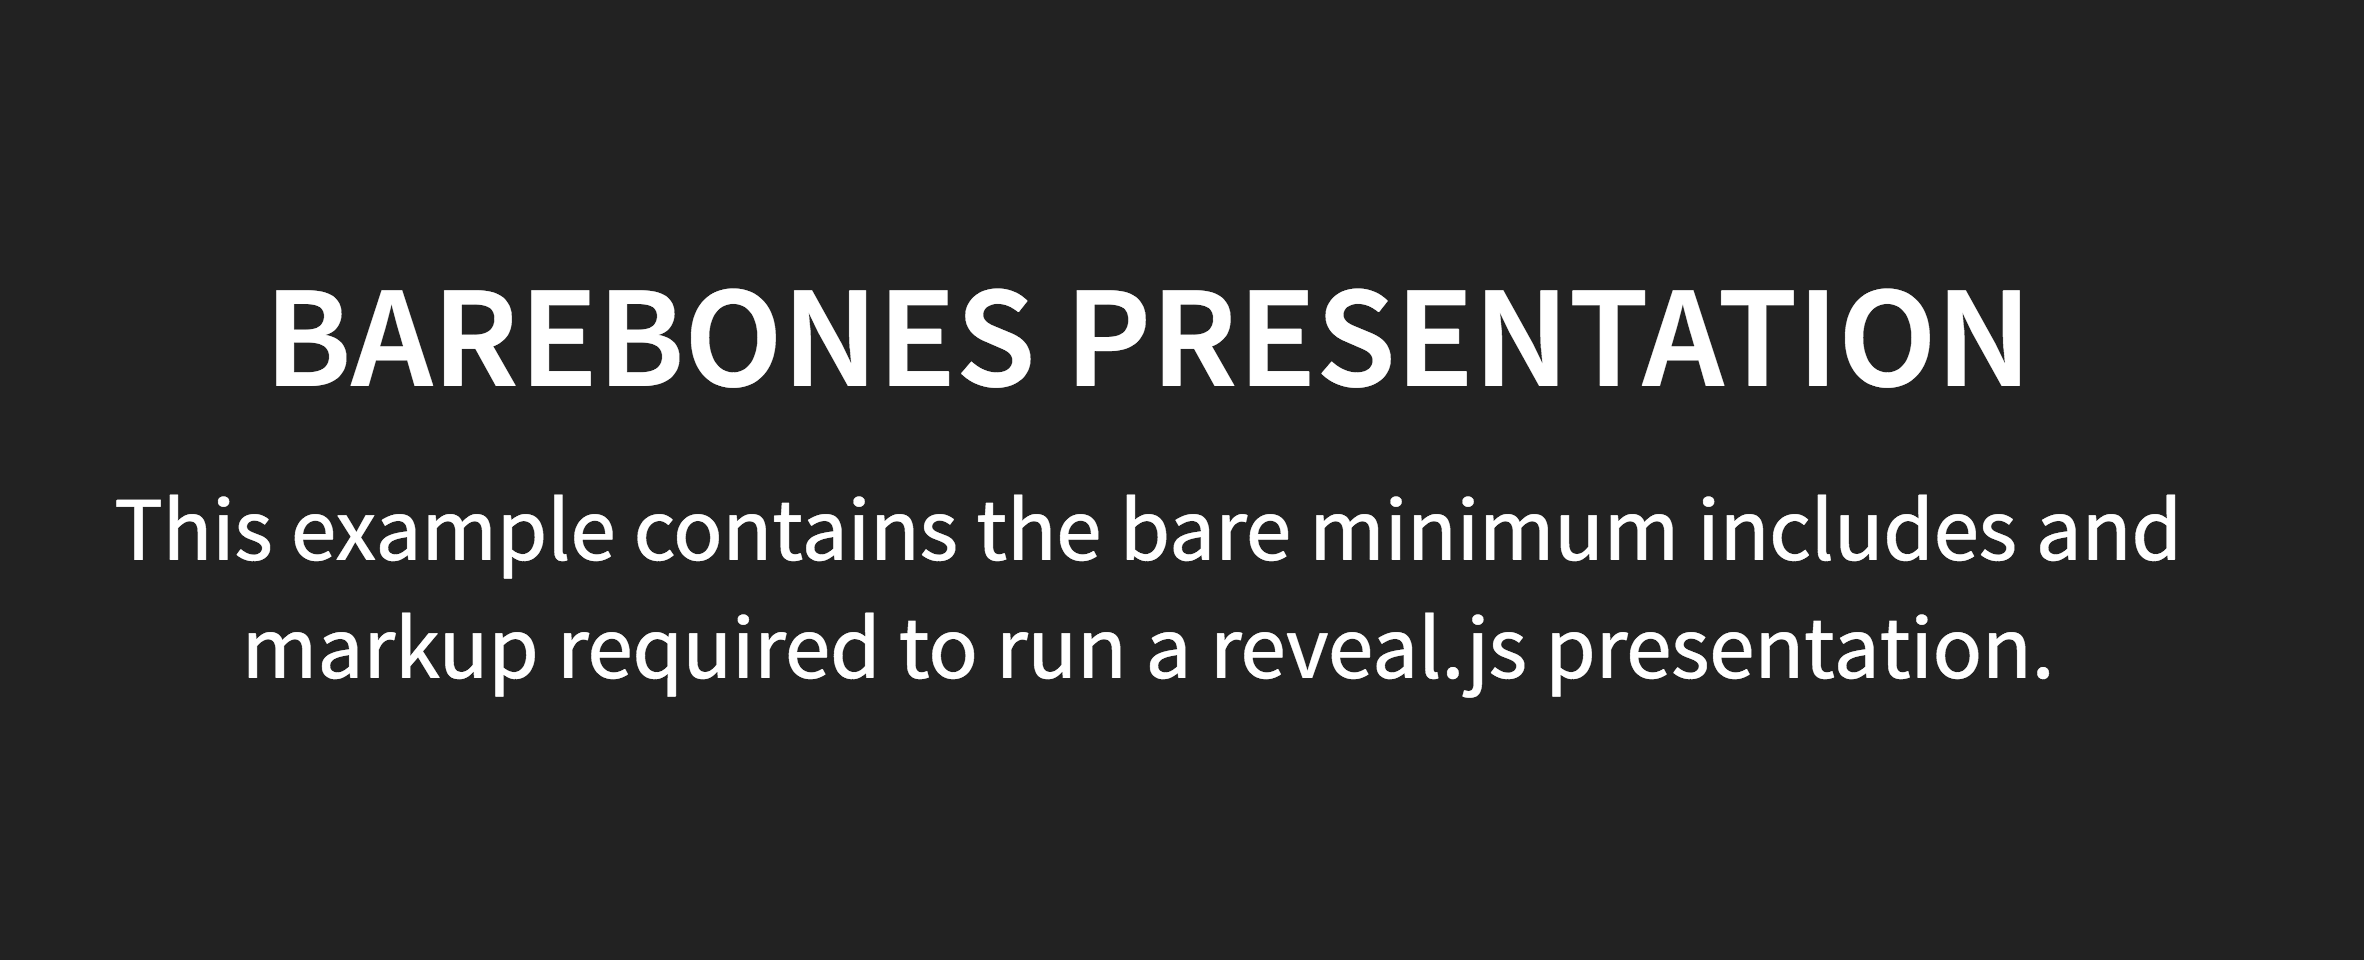 BAREBONES PRESENTATION
This example contains the bare minimum includes and
markup required to run a reveal.js presentation.